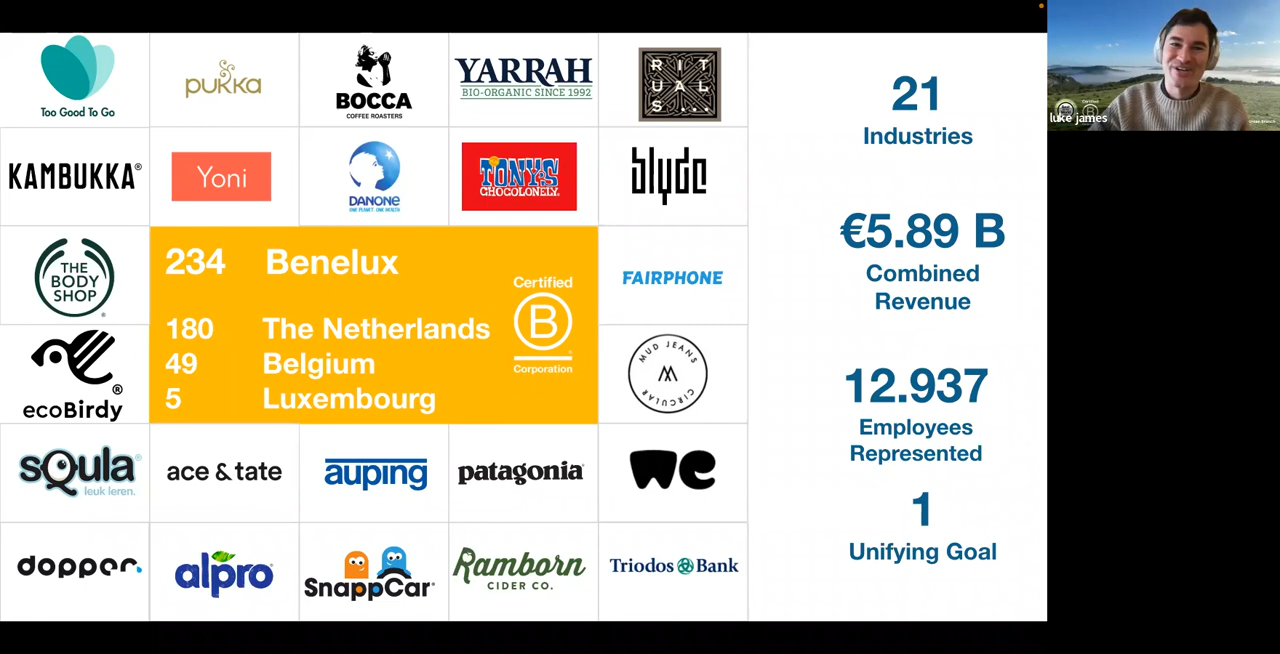 Too Good To Go
pukka
BOCCA
COFFEE ROASTERS
YARRAH
BIO-ORGANIC SINCE 1992
RITUALS...
KAMBUKKA®
Yoni
DANONE
ONE PLANET. ONE HEALTH
TONY'S
CHOCOLONELY.
blyde
THE
BODY
SHOP
®
234 Benelux
180 The Netherlands
49 Belgium
5 Luxembourg
Certified
B
®
Corporation
FAIRPHONE
ecoBirdy
®
MUD JEANS
CIRCULAR
sQula®
leuk leren.
ace & tate
auping
patagonia®
we
dopper
alpro®
SnappCar®
Ramborn
CIDER CO.
Triodos Bank
21
Industries
€5.89 B
Combined
Revenue
12.937
Employees
Represented
1
Unifying Goal
Certified
B
luke james